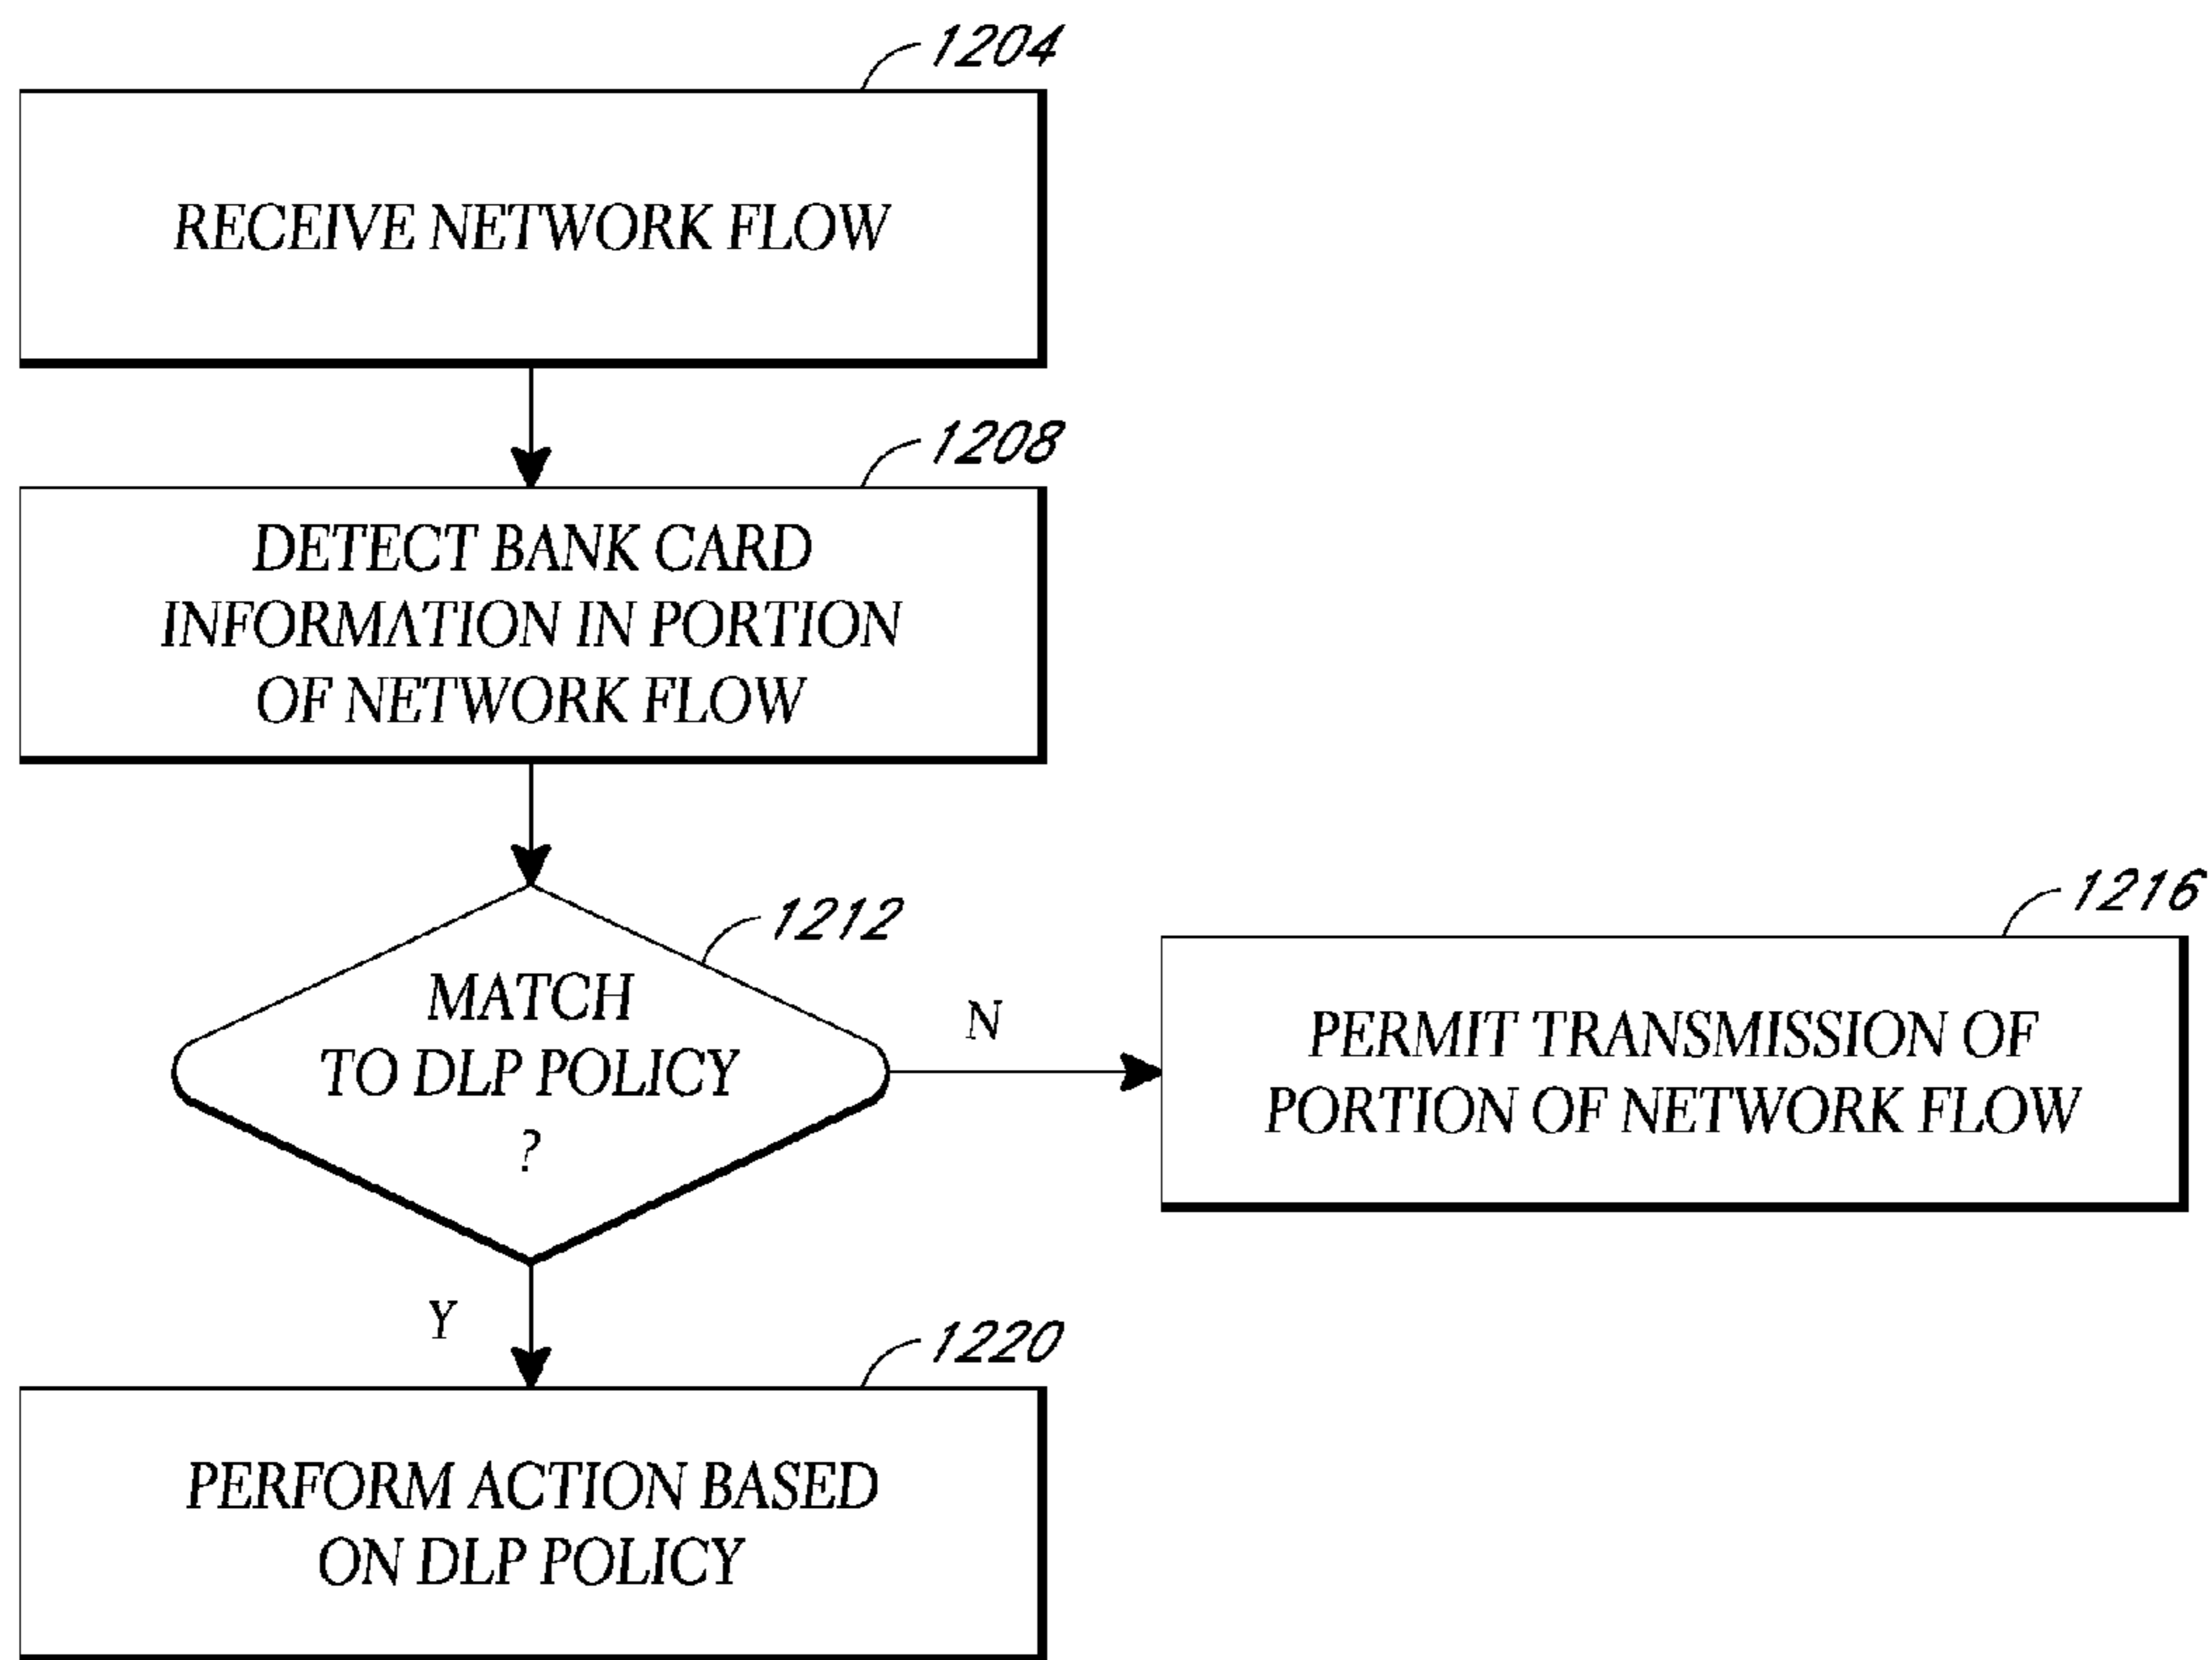 1204
RECEIVE NETWORK FLOW
1208
DETECT BANK CARD
INFORMATION IN PORTION
OF NETWORK FLOW
1212
MATCH
TO DLP POLICY
?
N
1216
PERMIT TRANSMISSION OF
PORTION OF NETWORK FLOW
Y
1220
PERFORM ACTION BASED
ON DLP POLICY